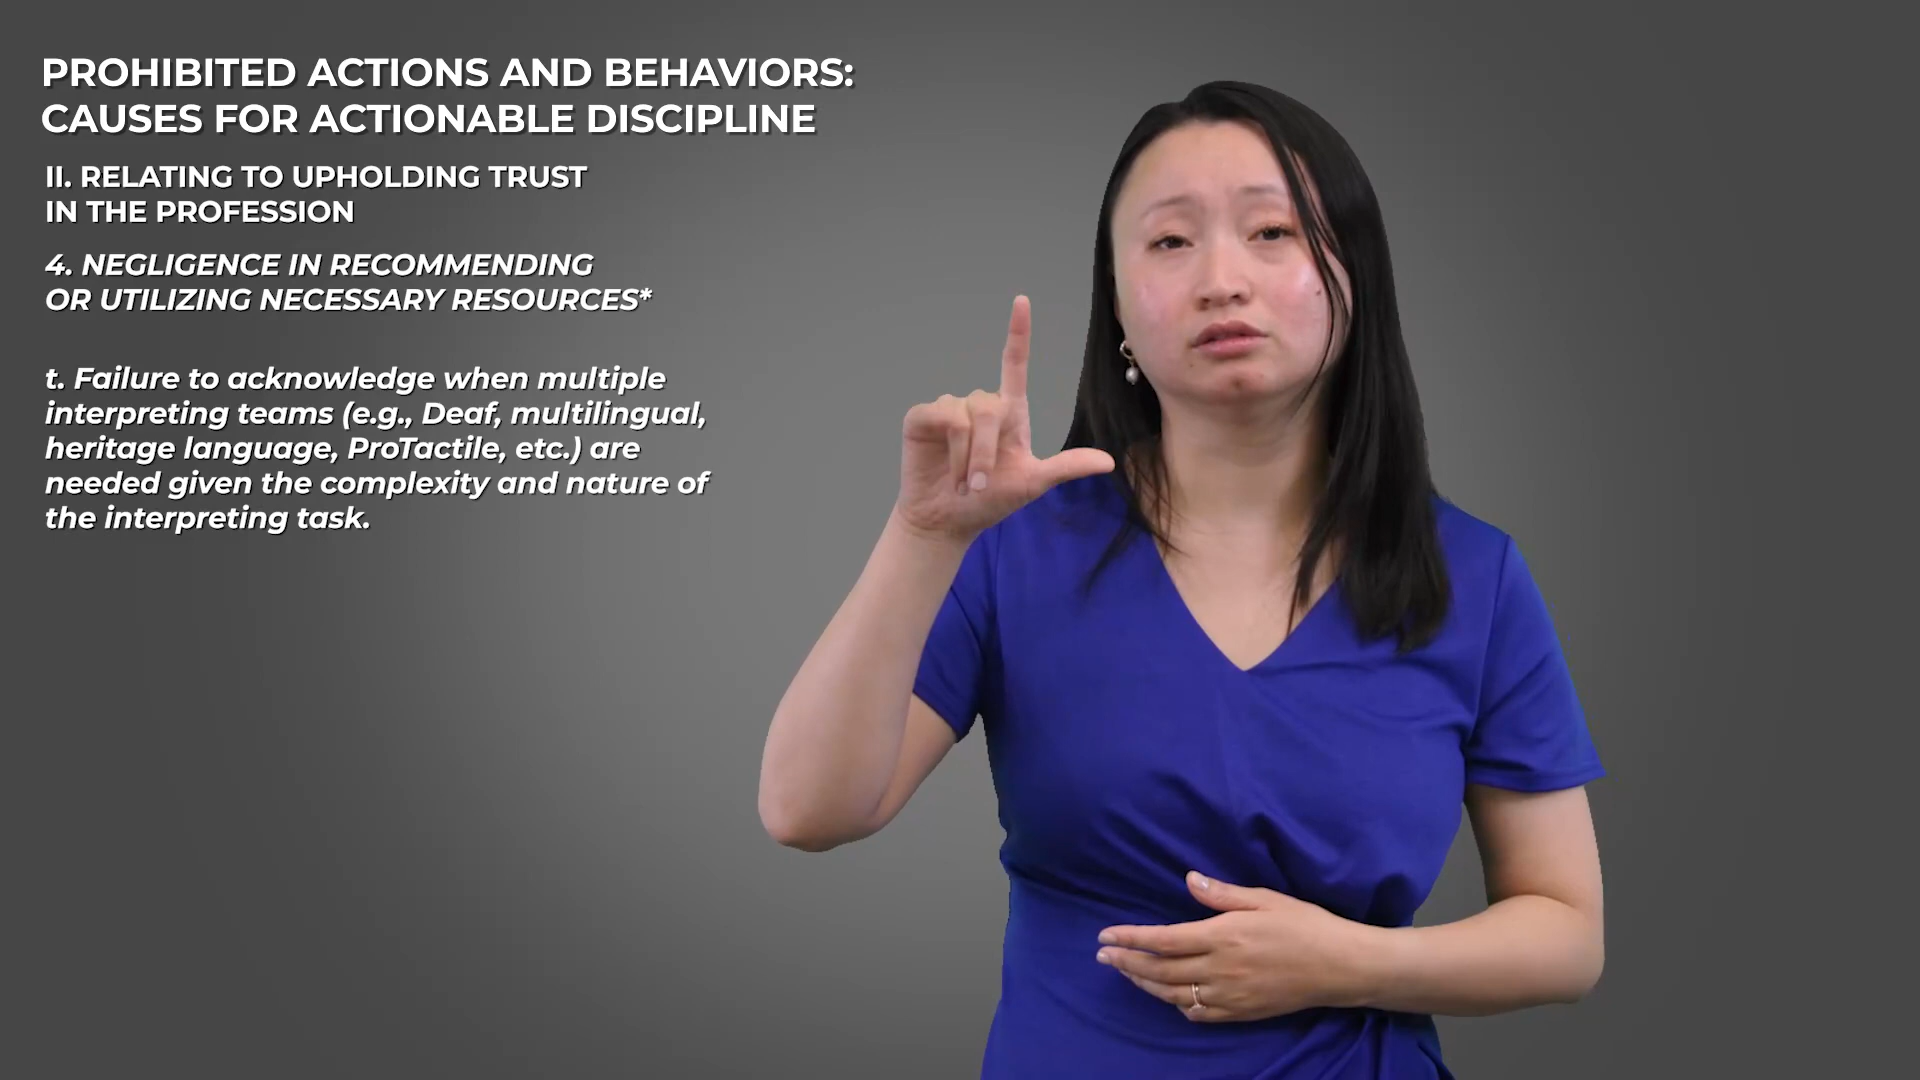 PROHIBITED ACTIONS AND BEHAVIORS:
CAUSES FOR ACTIONABLE DISCIPLINE
II. RELATING TO UPHOLDING TRUST
IN THE PROFESSION
4. NEGLIGENCE IN RECOMMENDING
OR UTILIZING NECESSARY RESOURCES*
t. Failure to acknowledge when multiple
interpreting teams (e.g., Deaf, multilingual,
heritage language, ProTactile, etc.) are
needed given the complexity and nature of
the interpreting task.